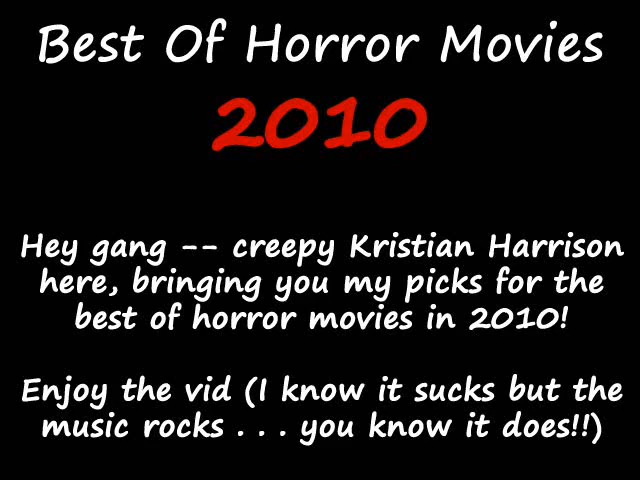 Best Of Horror Movies
2010
Hey gang -- creepy Kristian Harrison
here, bringing you my picks for the
best of horror movies in 2010!
Enjoy the vid (I know it sucks but the
music rocks . . . you know it does!!)